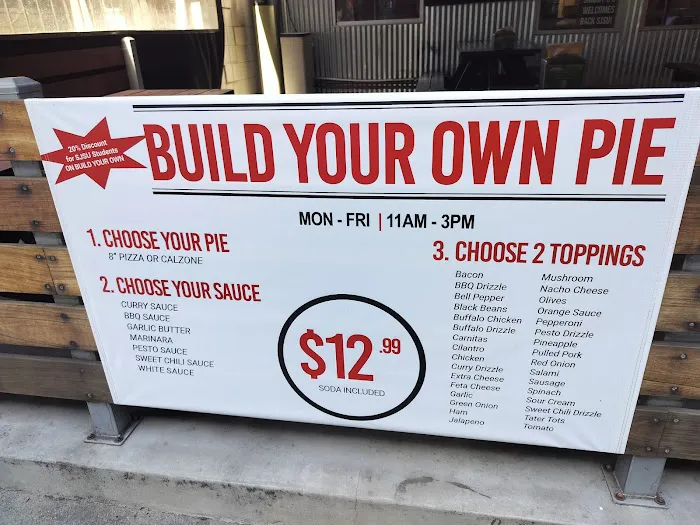 WELCOMES
BACK SJSU!
20% Discount
for SJSU Students
ON BUILD YOUR OWN
BUILD YOUR OWN PIE
MON - FRI | 11AM - 3PM
1. CHOOSE YOUR PIE
8" PIZZA OR CALZONE
2. CHOOSE YOUR SAUCE
CURRY SAUCE
BBQ SAUCE
GARLIC BUTTER
MARINARA
PESTO SAUCE
SWEET CHILI SAUCE
WHITE SAUCE
$12.99
SODA INCLUDED
3. CHOOSE 2 TOPPINGS
Bacon
BBQ Drizzle
Bell Pepper
Black Beans
Buffalo Chicken
Buffalo Drizzle
Carnitas
Cilantro
Chicken
Curry Drizzle
Extra Cheese
Feta Cheese
Garlic
Green Onion
Ham
Jalapeno
Mushroom
Nacho Cheese
Olives
Orange Sauce
Pepperoni
Pesto Drizzle
Pineapple
Pulled Pork
Red Onion
Salami
Sausage
Spinach
Sour Cream
Sweet Chili Drizzle
Tater Tots
Tomato